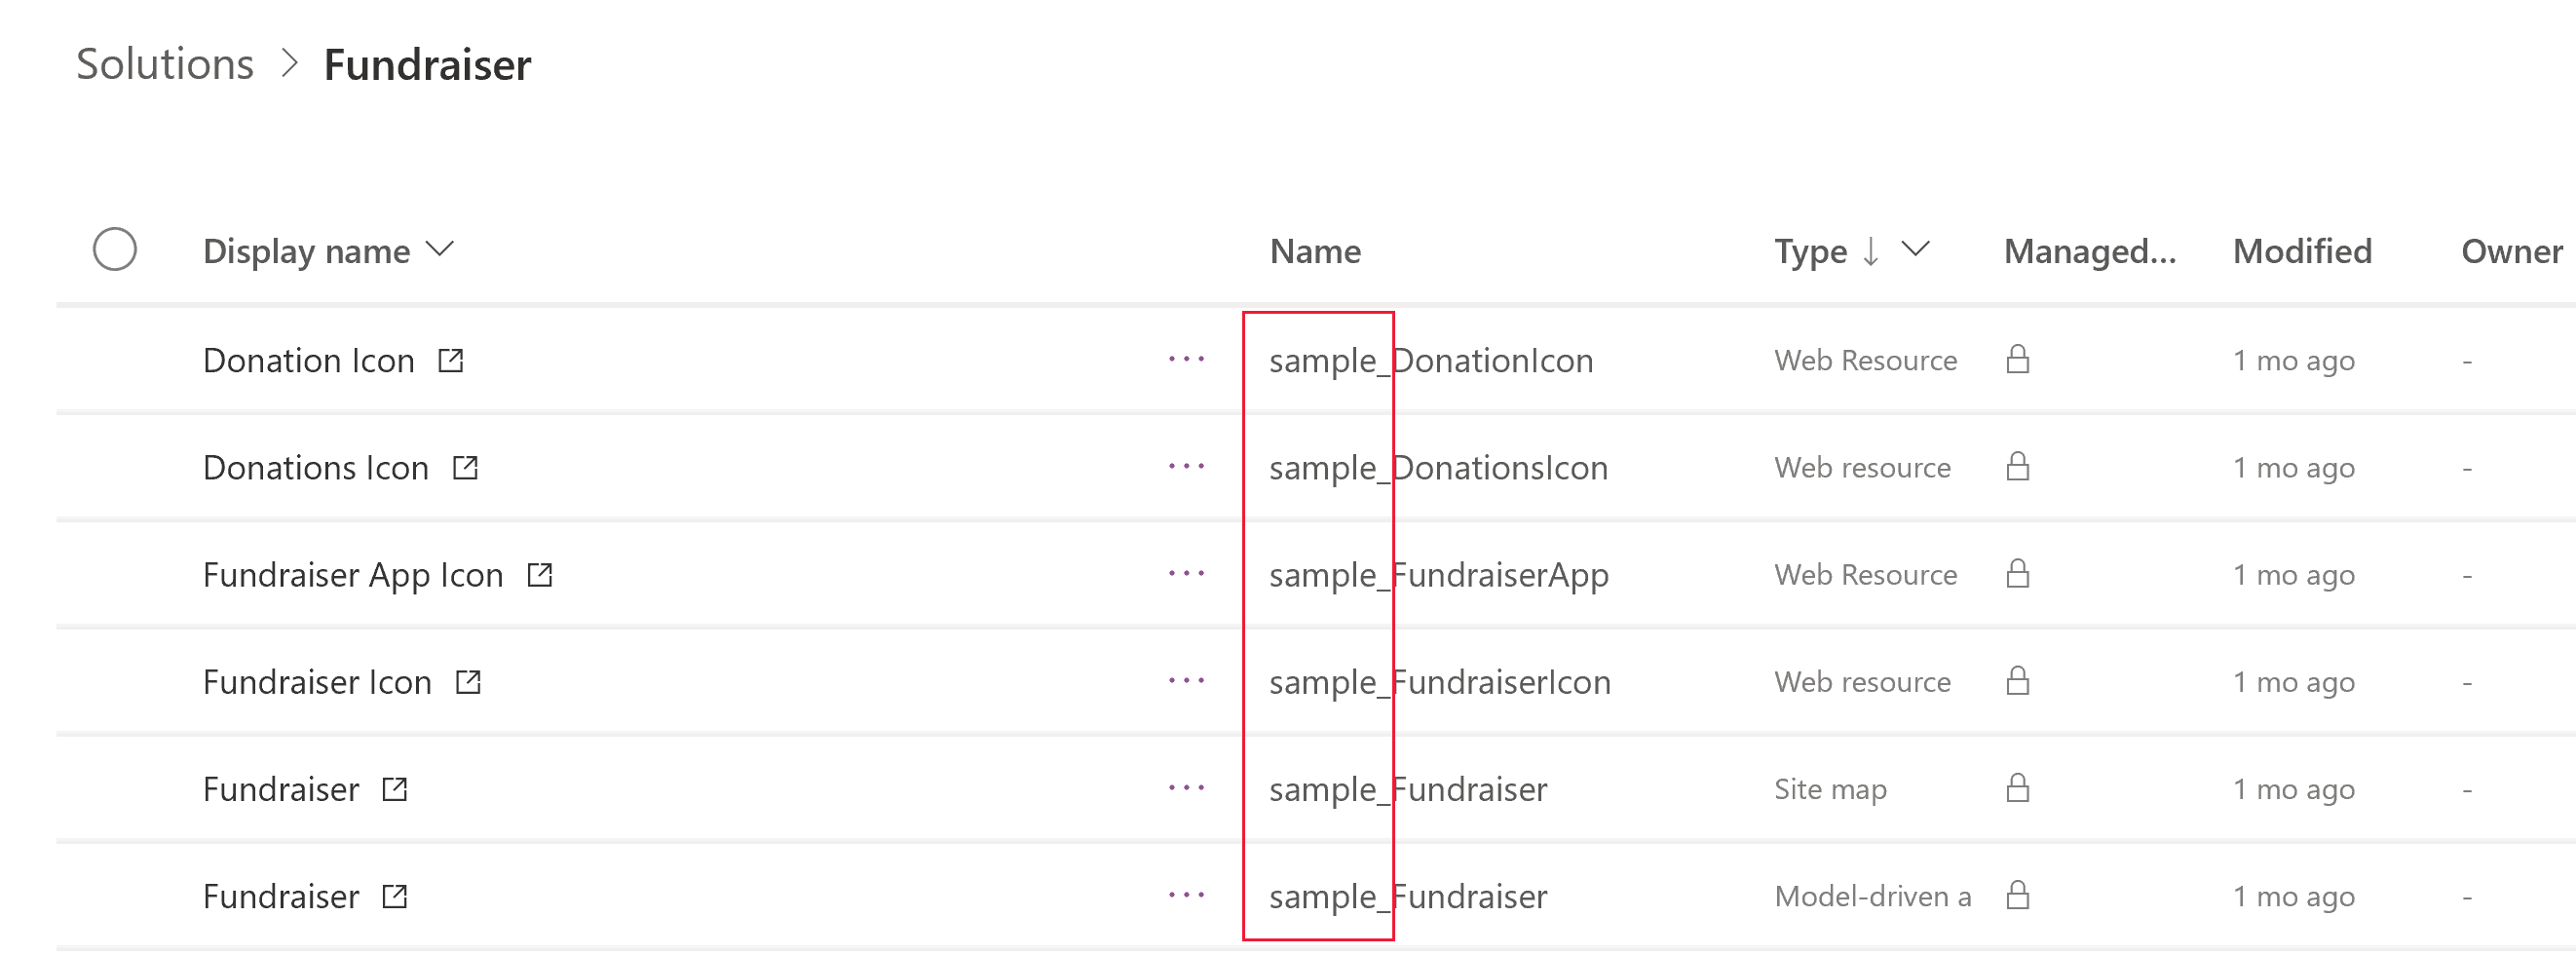 Solutions > Fundraiser
Display name Name Type ↓ Managed... Modified Owner
Donation Icon ... sample_DonationIcon Web Resource 1 mo ago -
Donations Icon ... sample_DonationsIcon Web resource 1 mo ago -
Fundraiser App Icon ... sample_FundraiserApp Web Resource 1 mo ago -
Fundraiser Icon ... sample_FundraiserIcon Web resource 1 mo ago -
Fundraiser ... sample_Fundraiser Site map 1 mo ago -
Fundraiser ... sample_Fundraiser Model-driven a 1 mo ago -